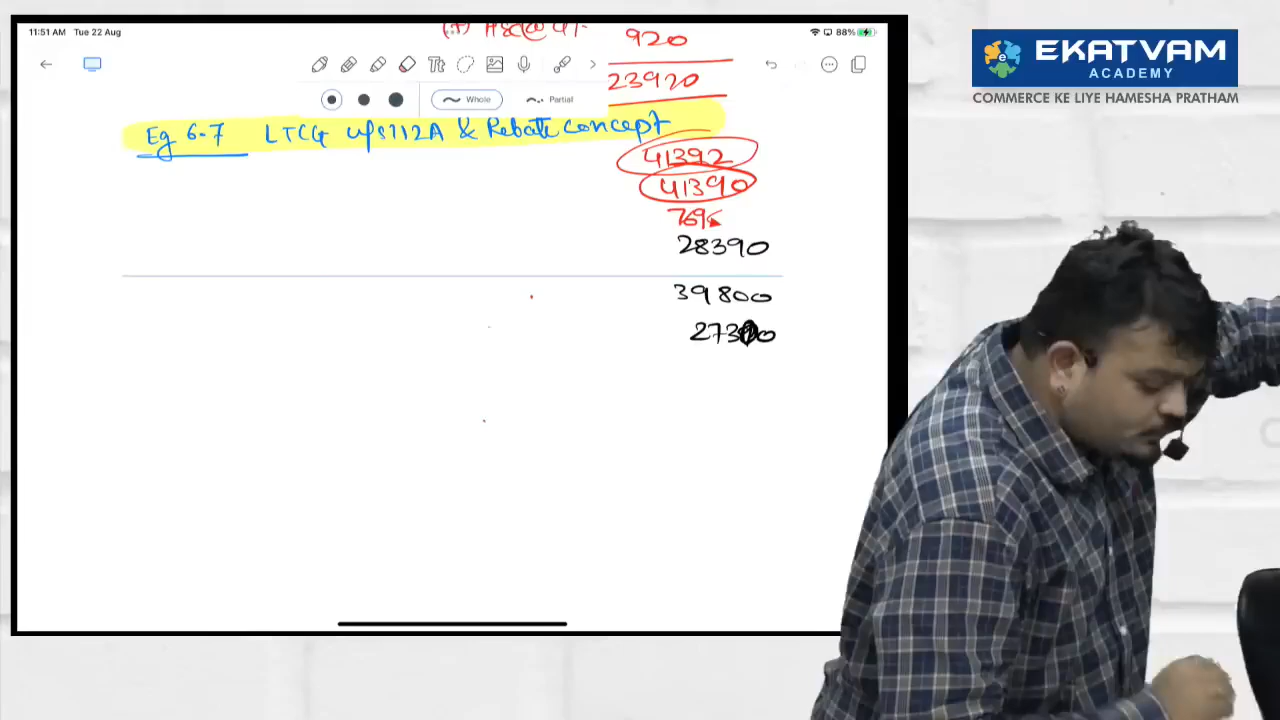 11:51 AM Tue 22 Aug
88%
920
23920
Whole
Partial
Eg 6.7 LTCG u/s 112A & Rebate concept
41392
41390
28390
39800
EKATVAM
ACADEMY
COMMERCE KE LIYE HAMESHA PRATHAM